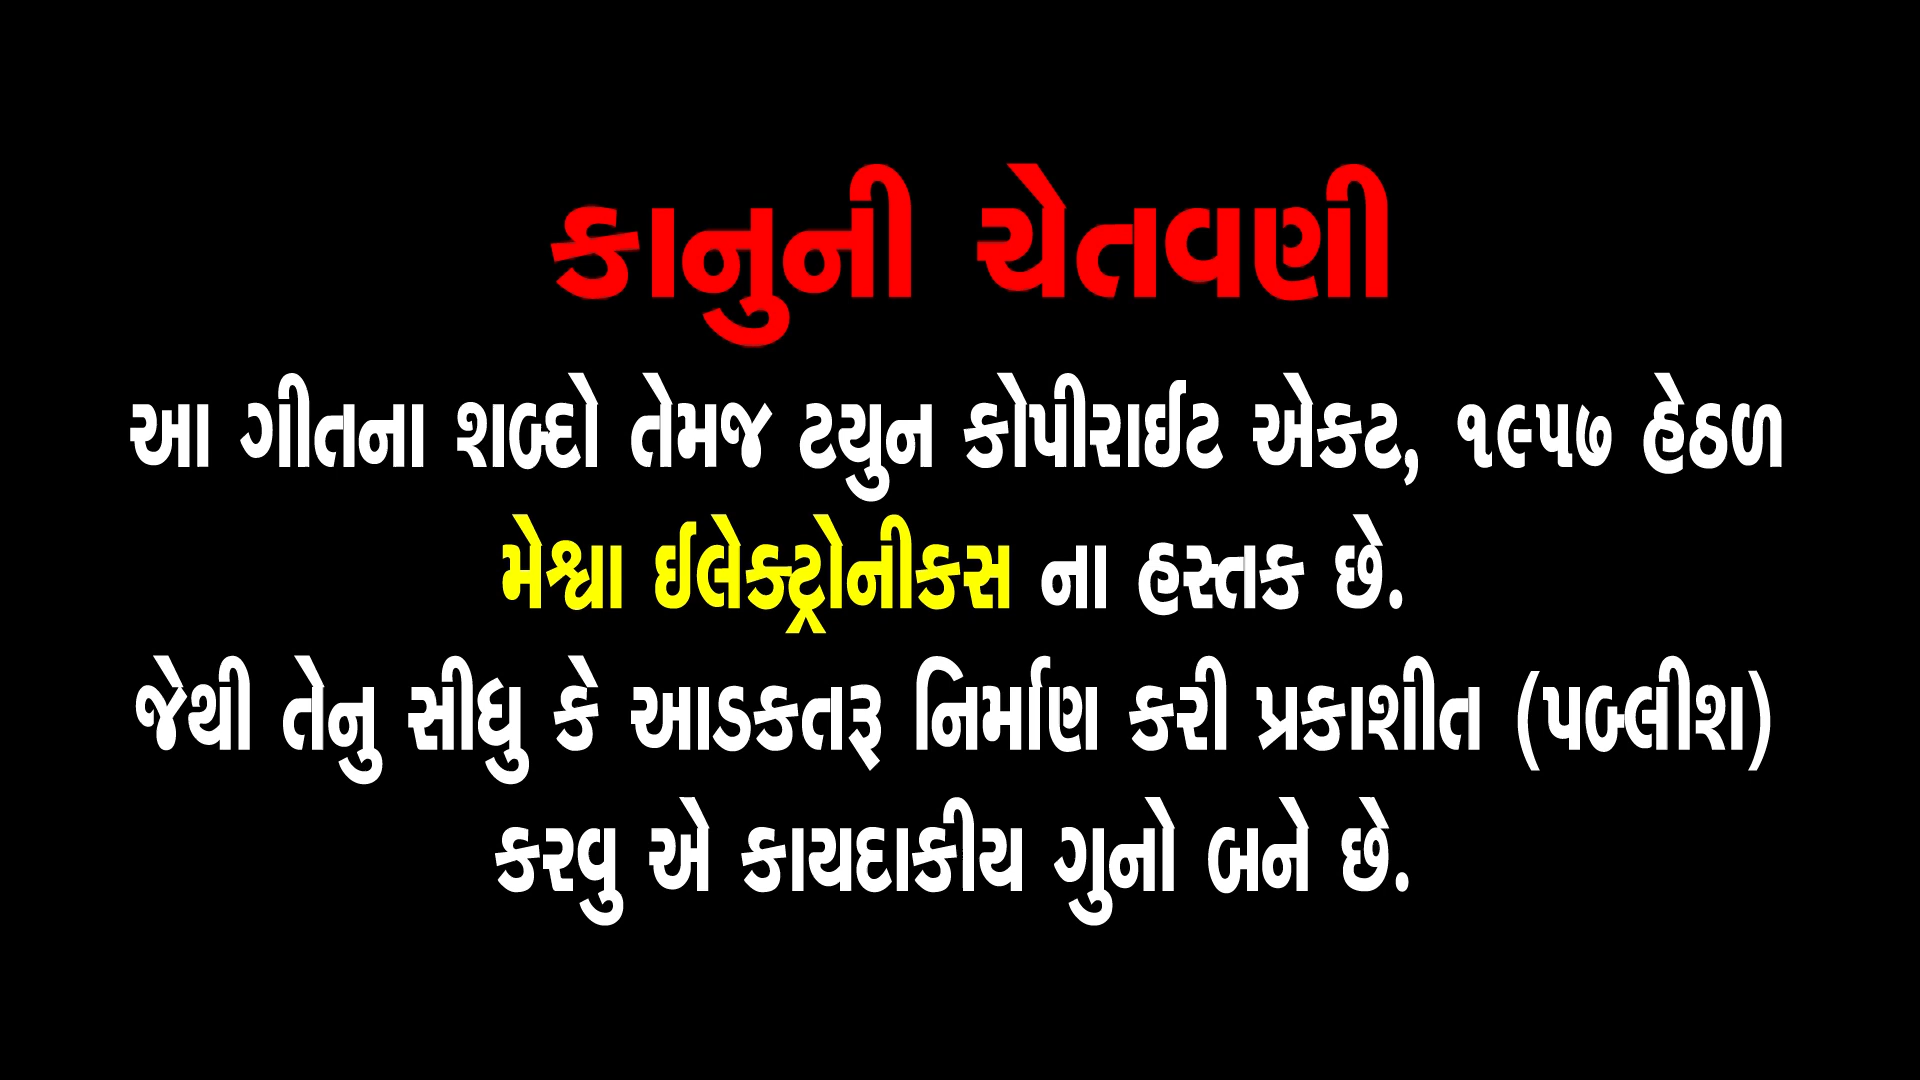 કાનુની ચેતવણી
આ ગીતના શબ્દો તેમજ ટયુન કોપીરાઈટ એકટ, ૧૯૫૭ હેઠળ
મેશ્વા ઈલેક્ટ્રોનીકસ ના હસ્તક છે.
જેથી તેનુ સીધુ કે આડકતરૂ નિર્માણ કરી પ્રકાશીત (પબ્લીશ)
કરવુ એ કાયદાકીય ગુનો બને છે.